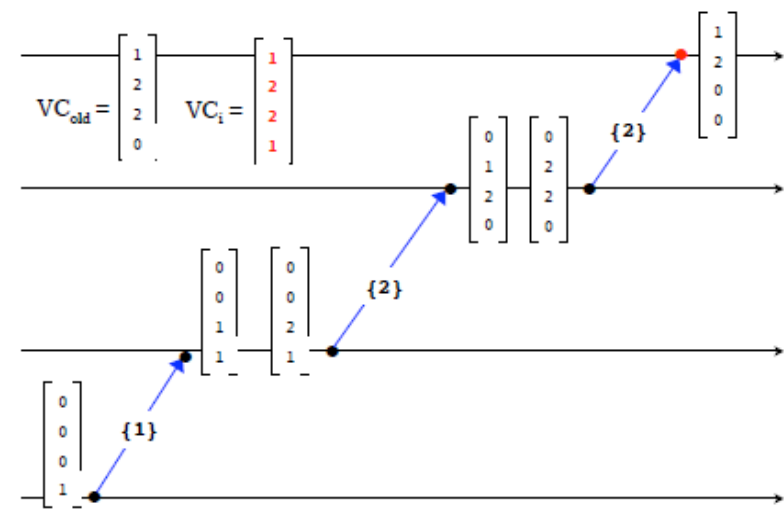 VC_old = [1 2 2 0]
VC_i = [1 2 2 1]
[1 2 0 0]
{2}
[0 1 2 0]
[0 2 2 0]
{2}
[0 0 1 1]
[0 0 2 1]
{1}
[0 0 0 1]